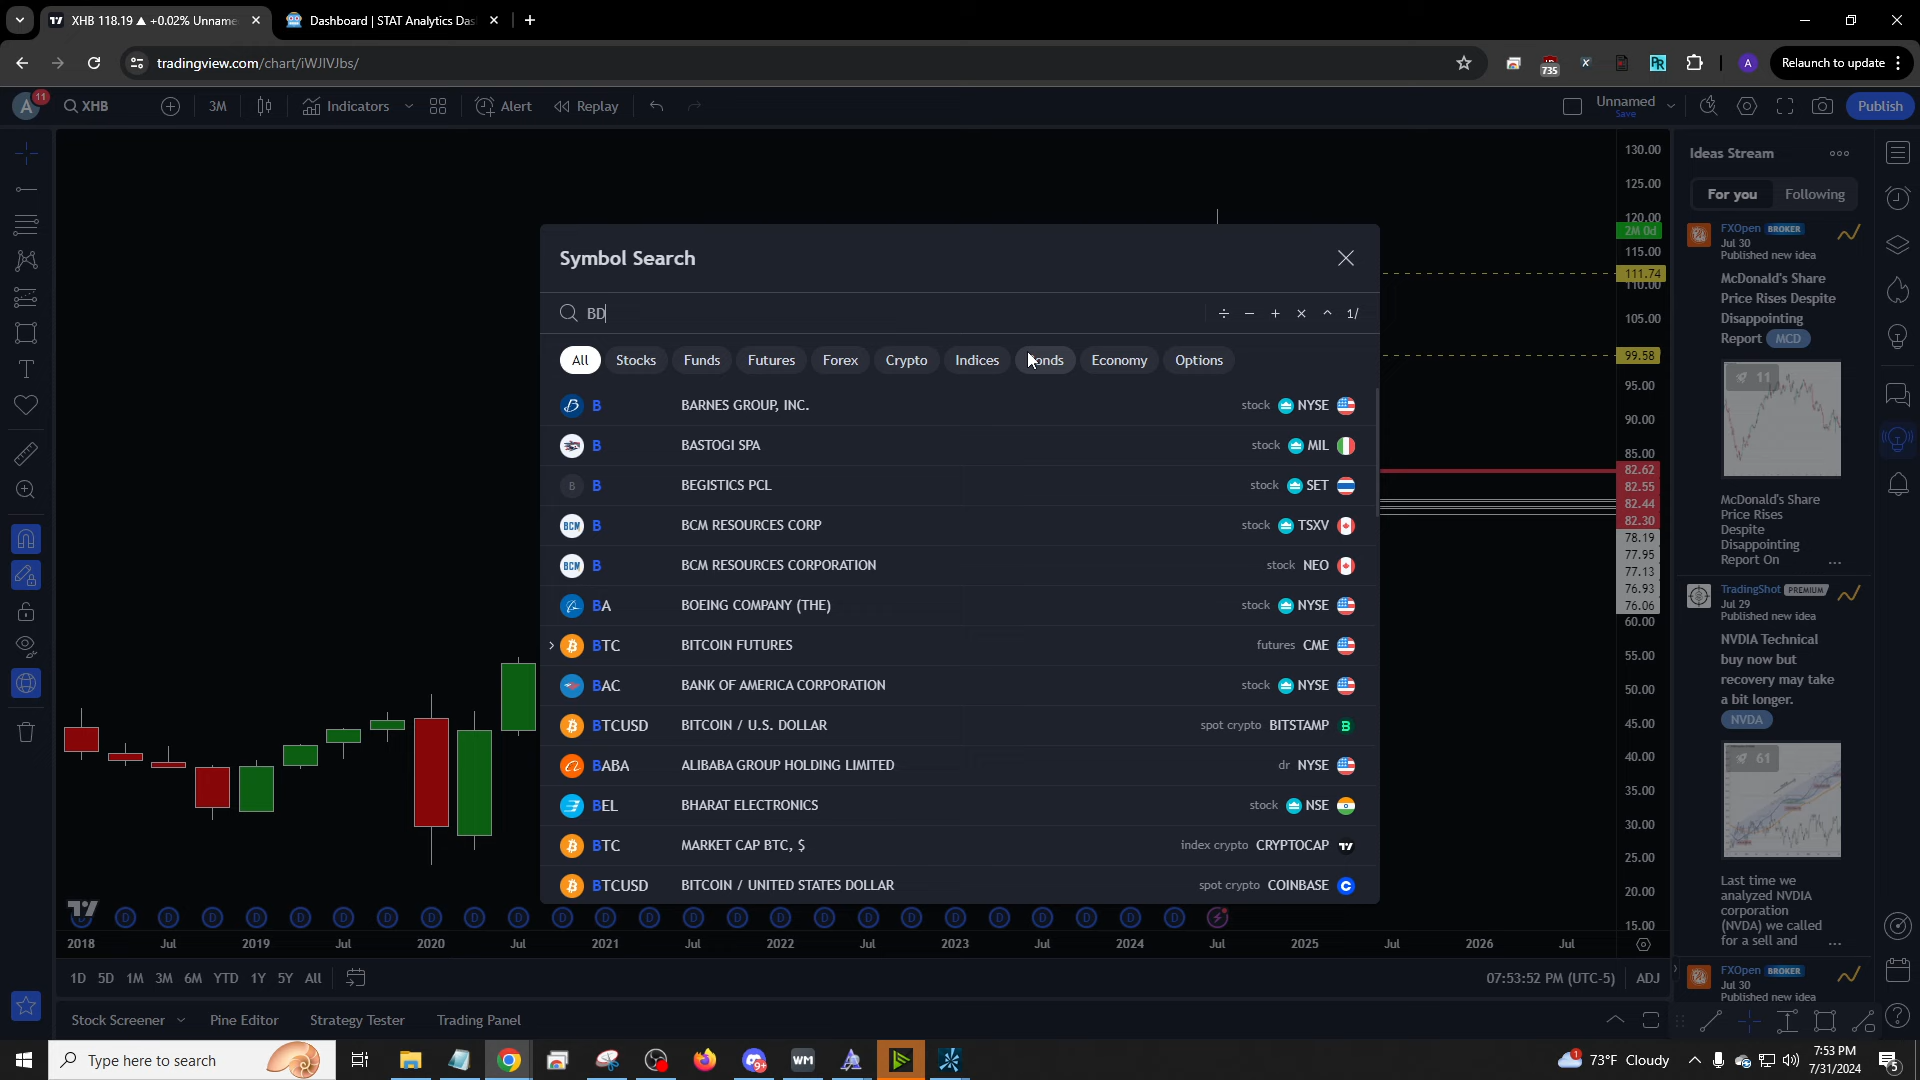 XHB 118.19 ▲ +0.02% Unname
Dashboard | STAT Analytics Das
tradingview.com/chart/iWJIVJbs/
735
A
Relaunch to update
A
11
XHB
3M
Indicators
Alert
Replay
Unnamed
Save
Publish
130.00
125.00
120.00
2M 0d
115.00
111.74
110.00
105.00
99.58
95.00
90.00
85.00
82.62
82.55
82.44
82.30
78.19
77.95
77.13
76.93
76.06
60.00
55.00
50.00
45.00
40.00
35.00
30.00
25.00
20.00
15.00
Symbol Search
BD
÷ − + × ^ 1/
All Stocks Funds Futures Forex Crypto Indices Bonds Economy Options
B BARNES GROUP, INC. stock NYSE
B BASTOGI SPA stock MIL
B B BEGISTICS PCL stock SET
BCM B BCM RESOURCES CORP stock TSXV
BCM B BCM RESOURCES CORPORATION stock NEO
BA BOEING COMPANY (THE) stock NYSE
BTC BITCOIN FUTURES futures CME
BAC BANK OF AMERICA CORPORATION stock NYSE
BTCUSD BITCOIN / U.S. DOLLAR spot crypto BITSTAMP B
BABA ALIBABA GROUP HOLDING LIMITED dr NYSE
BEL BHARAT ELECTRONICS stock NSE
BTC MARKET CAP BTC, $ index crypto CRYPTOCAP
BTCUSD BITCOIN / UNITED STATES DOLLAR spot crypto COINBASE
Ideas Stream
For you Following
FXOpen BROKER
Jul 30
Published new idea
McDonald's Share
Price Rises Despite
Disappointing
Report MCD
11
McDonald's Share
Price Rises
Despite
Disappointing
Report On ...
TradingShot PREMIUM
Jul 29
Published new idea
NVDIA Technical
buy now but
recovery may take
a bit longer.
NVDA
61
Last time we
analyzed NVDIA
corporation
(NVDA) we called
for a sell and ...
FXOpen BROKER
Jul 30
Published new idea
D D D D D D D D D D D D D D D D D D D D D D D D D
2018 Jul 2019 Jul 2020 Jul 2021 Jul 2022 Jul 2023 Jul 2024 Jul 2025 Jul 2026 Jul
1D 5D 1M 3M 6M YTD 1Y 5Y All
07:53:52 PM (UTC-5) ADJ
Stock Screener Pine Editor Strategy Tester Trading Panel
Type here to search
9+
WM
1
73°F Cloudy
7:53 PM
7/31/2024
5